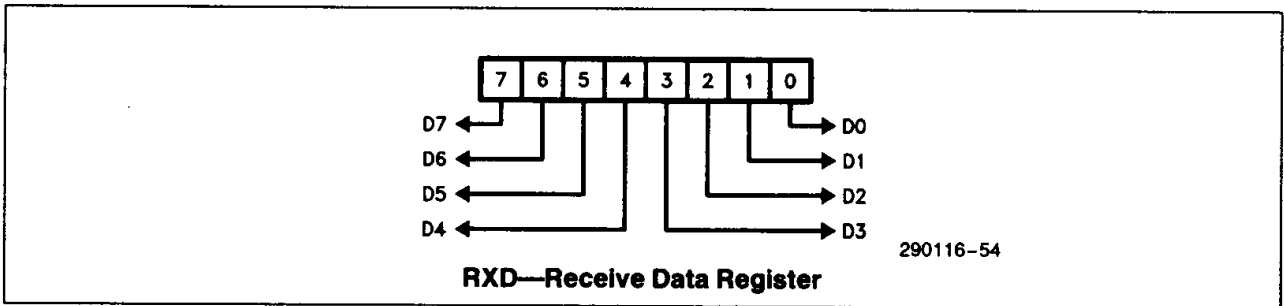 7 6 5 4 3 2 1 0
D7 D0
D6 D1
D5 D2
D4 D3
290116-54
RXD—Receive Data Register